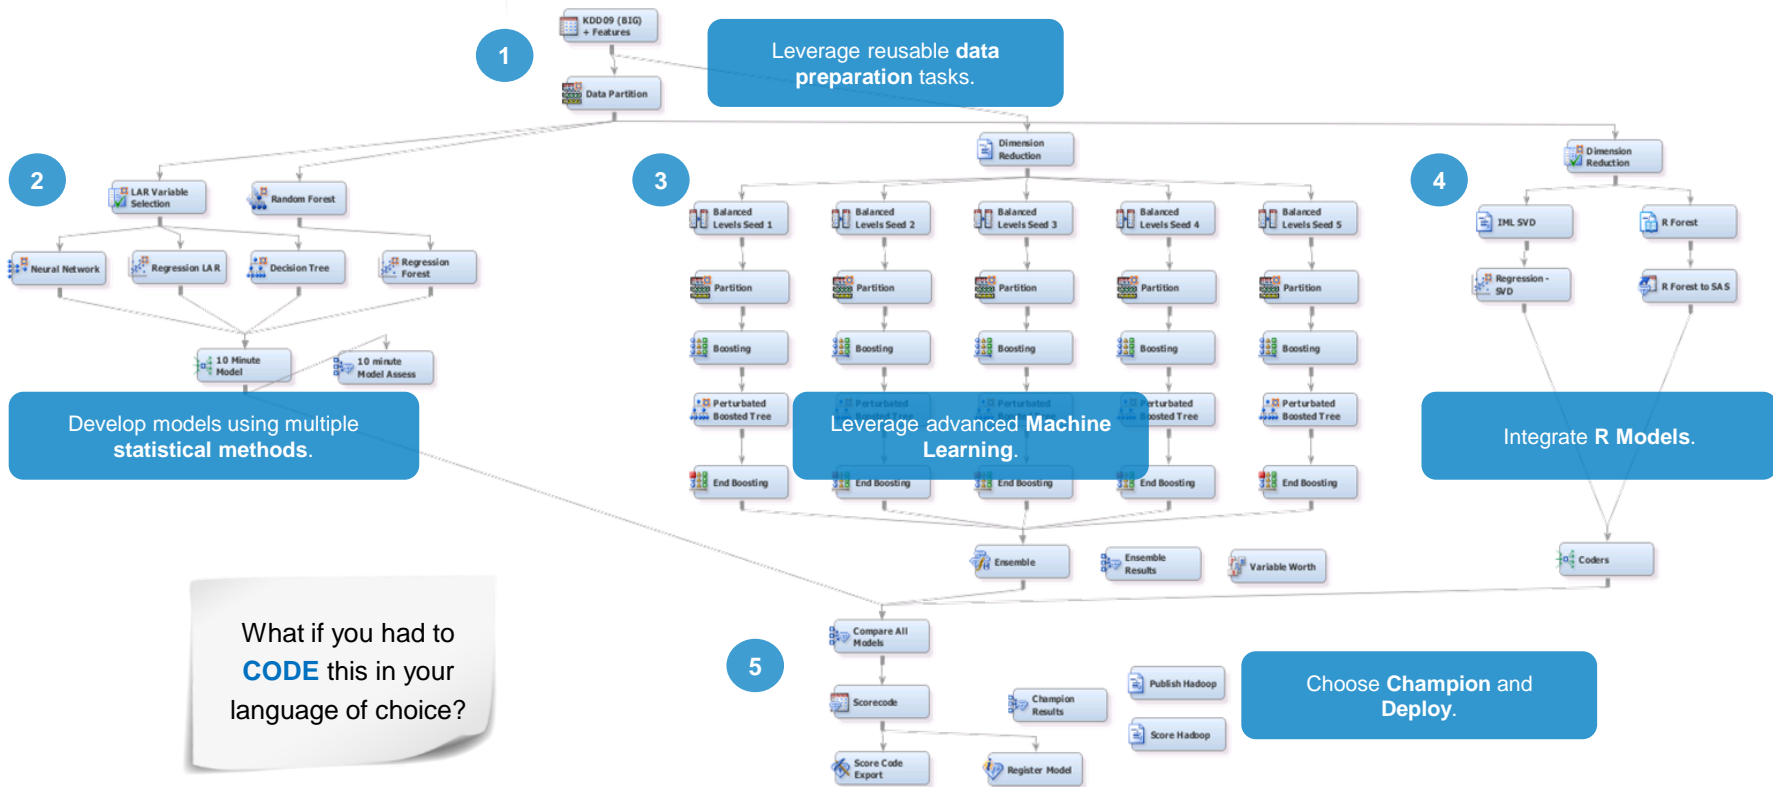 KDD09 (BIG)
+ Features
1
Leverage reusable data
preparation tasks.
Data Partition
Dimension
Reduction
Dimension
Reduction
2
3
4
LAR Variable
Selection
Random Forest
Balanced
Levels Seed 1
Balanced
Levels Seed 2
Balanced
Levels Seed 3
Balanced
Levels Seed 4
Balanced
Levels Seed 5
IML SVD
R Forest
Neural Network
Regression LAR
Decision Tree
Regression
Forest
Partition
Partition
Partition
Partition
Partition
Regression -
SVD
R Forest to SAS
10 Minute
Model
10 minute
Model Assess
Boosting
Boosting
Boosting
Boosting
Boosting
Develop models using multiple
statistical methods.
Perturbated
Boosted Tree
Perturbated
Boosted Tree
Perturbated
Boosted Tree
Perturbated
Boosted Tree
Perturbated
Boosted Tree
Leverage advanced Machine
Learning.
Integrate R Models.
End Boosting
End Boosting
End Boosting
End Boosting
End Boosting
Ensemble
Ensemble
Results
Variable Worth
Coders
What if you had to
CODE this in your
language of choice?
Compare All
Models
5
Scorecode
Champion
Results
Publish Hadoop
Score Hadoop
Choose Champion and
Deploy.
Score Code
Export
Register Model